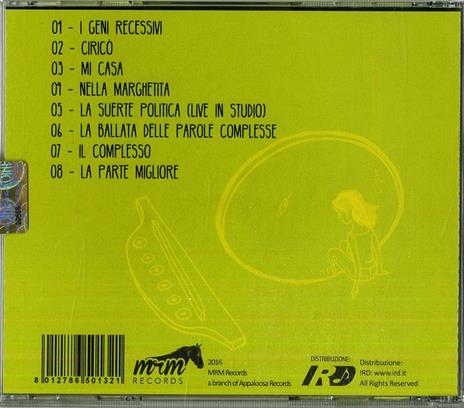 01 - I GENI RECESSIVI
02 - CIRICÒ
03 - MI CASA
04 - NELLA MARGHETITA
05 - LA SUERTE POLITICA (LIVE IN STUDIO)
06 - LA BALLATA DELLE PAROLE COMPLESSE
07 - IL COMPLESSO
08 - LA PARTE MIGLIORE
8 012786 501321
mrm
RECORDS
2016
MRM Records
a branch of Appaloosa Records
DISTRIBUZIONE:
IRD
Distribuzione:
IRD: www.ird.it
All Rights Reserved